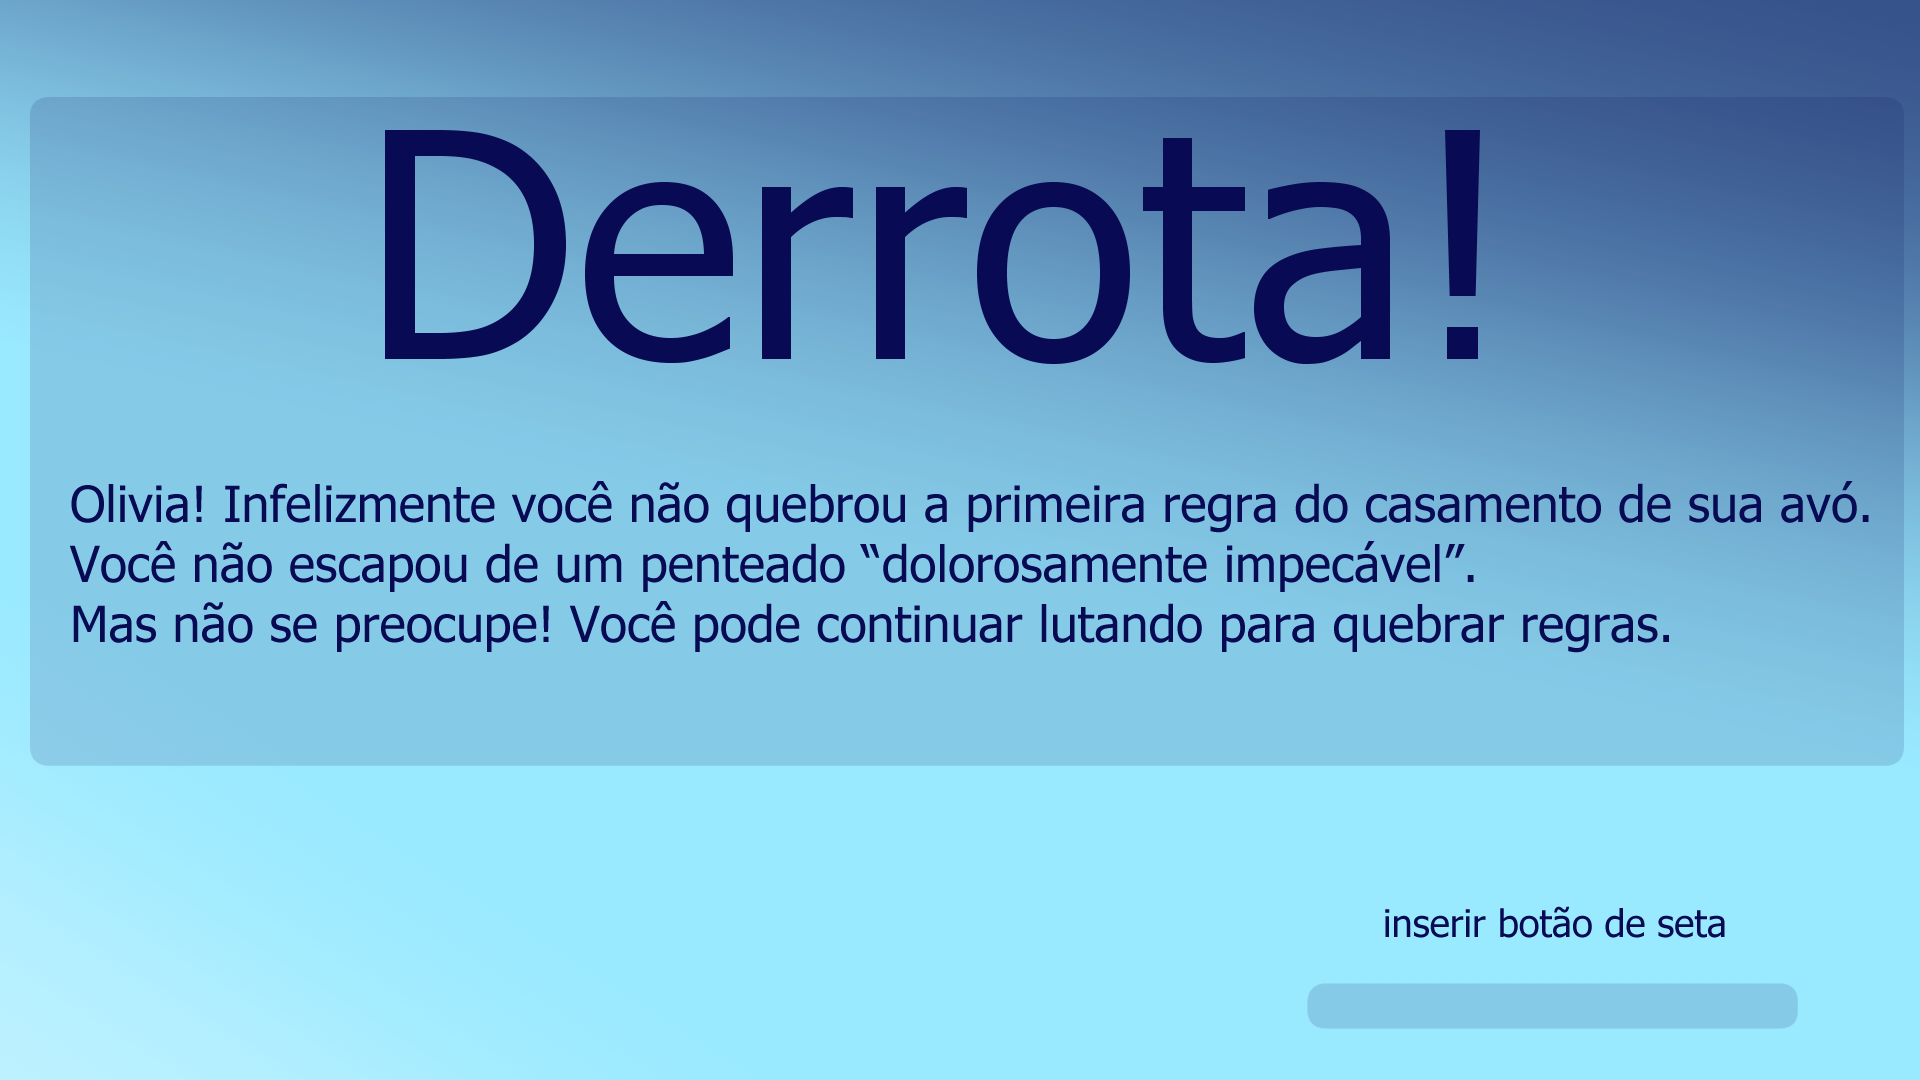 Derrota!
Olivia! Infelizmente você não quebrou a primeira regra do casamento de sua avó.
Você não escapou de um penteado “dolorosamente impecável”.
Mas não se preocupe! Você pode continuar lutando para quebrar regras.
inserir botão de seta